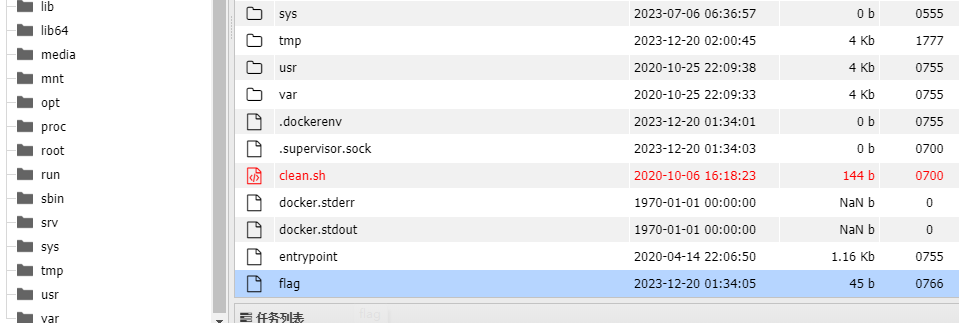 lib
lib64
media
mnt
opt
proc
root
run
sbin
srv
sys
tmp
usr
var
sys 2023-07-06 06:36:57 0 b 0555
tmp 2023-12-20 02:00:45 4 Kb 1777
usr 2020-10-25 22:09:38 4 Kb 0755
var 2020-10-25 22:09:33 4 Kb 0755
.dockerenv 2023-12-20 01:34:01 0 b 0755
.supervisor.sock 2023-12-20 01:34:03 0 b 0700
clean.sh 2020-10-06 16:18:23 144 b 0700
docker.stderr 1970-01-01 00:00:00 NaN b 0
docker.stdout 1970-01-01 00:00:00 NaN b 0
entrypoint 2020-04-14 22:06:50 1.16 Kb 0755
flag 2023-12-20 01:34:05 45 b 0766
任务列表 flag